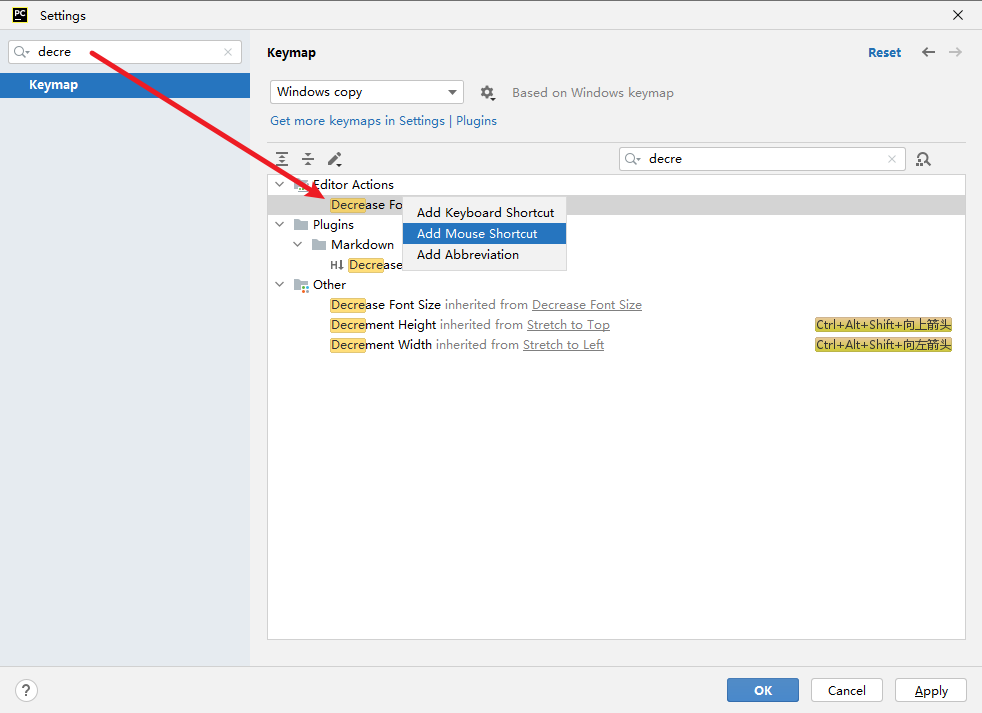 PC
Settings
decre
Keymap
Keymap
Reset
Windows copy
Based on Windows keymap
Get more keymaps in Settings | Plugins
decre
Editor Actions
Decrease Fo
Add Keyboard Shortcut
Add Mouse Shortcut
Add Abbreviation
Plugins
Markdown
H Decrease
Other
Decrease Font Size inherited from Decrease Font Size
Decrement Height inherited from Stretch to Top Ctrl+Alt+Shift+向上箭头
Decrement Width inherited from Stretch to Left Ctrl+Alt+Shift+向左箭头
?
OK
Cancel
Apply